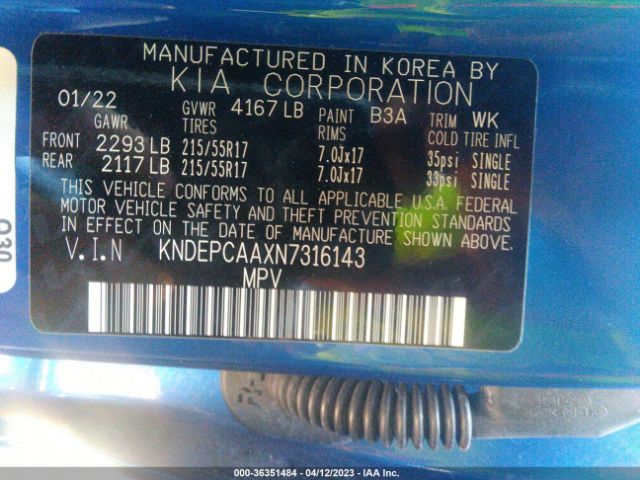 MANUFACTURED IN KOREA BY
KIA CORPORATION
01/22 GVWR 4167 LB PAINT B3A TRIM WK
GAWR TIRES RIMS COLD TIRE INFL
FRONT 2293 LB 215/55R17 7.0Jx17 35psi SINGLE
REAR 2117 LB 215/55R17 7.0Jx17 33psi SINGLE
THIS VEHICLE CONFORMS TO ALL APPLICABLE U.S.A. FEDERAL
MOTOR VEHICLE SAFETY AND THEFT PREVENTION STANDARDS
IN EFFECT ON THE DATE OF MANUFACTURE SHOWN ABOVE.
V.I.N KNDEPCAAXN7316143
MPV
O30
000-36351484 - 04/12/2023 - IAA Inc.